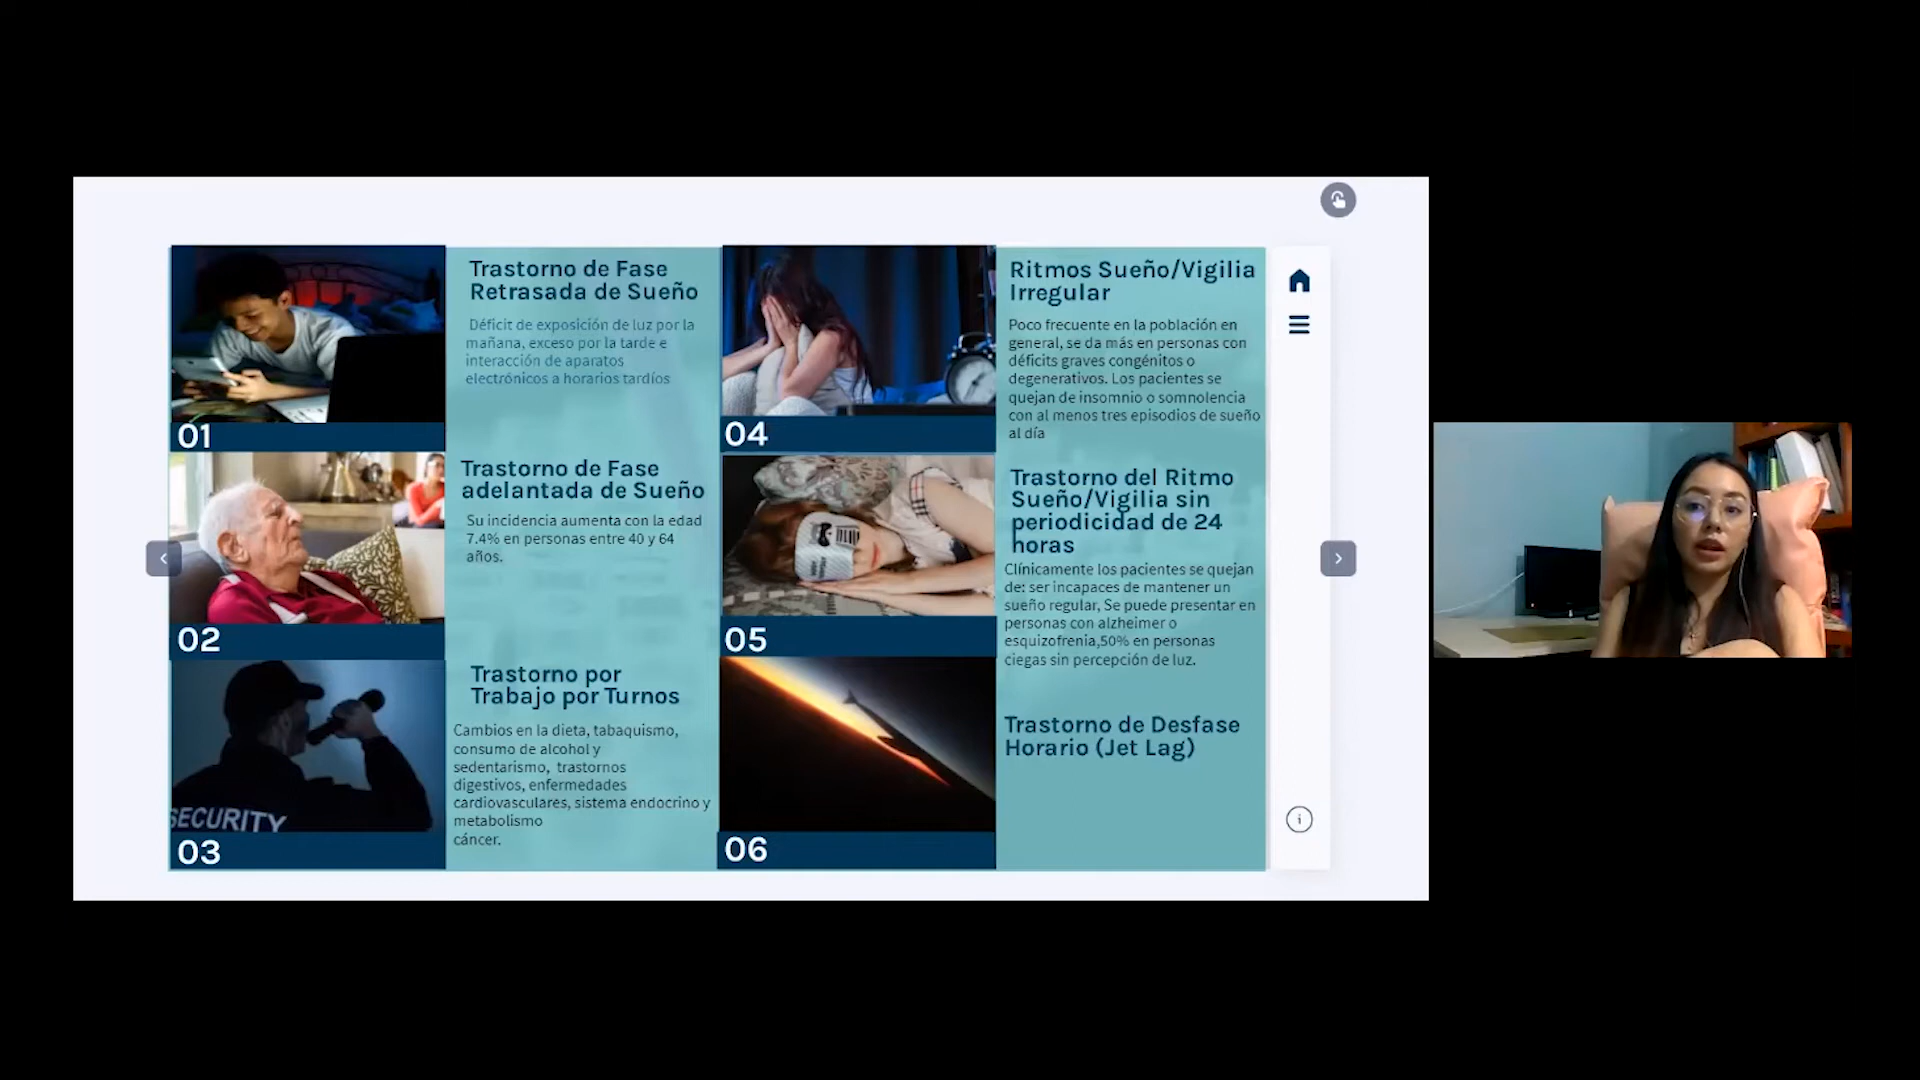 Trastorno de Fase
Retrasada de Sueño
Déficit de exposición de luz por la
mañana, exceso por la tarde e
interacción de aparatos
electrónicos a horarios tardíos
01
Trastorno de Fase
adelantada de Sueño
Su incidencia aumenta con la edad
7.4% en personas entre 40 y 64
años.
02
Trastorno por
Trabajo por Turnos
Cambios en la dieta, tabaquismo,
consumo de alcohol y
sedentarismo, trastornos
digestivos, enfermedades
cardiovasculares, sistema endocrino y
metabolismo
cáncer.
SECURITY
03
Ritmos Sueño/Vigilia
Irregular
Poco frecuente en la población en
general, se da más en personas con
déficits graves congénitos o
degenerativos. Los pacientes se
quejan de insomnio o somnolencia
con al menos tres episodios de sueño
al día
04
Trastorno del Ritmo
Sueño/Vigilia sin
periodicidad de 24
horas
Clínicamente los pacientes se quejan
de: ser incapaces de mantener un
sueño regular, Se puede presentar en
personas con alzheimer o
esquizofrenia,50% en personas
ciegas sin percepción de luz.
05
Trastorno de Desfase
Horario (Jet Lag)
06